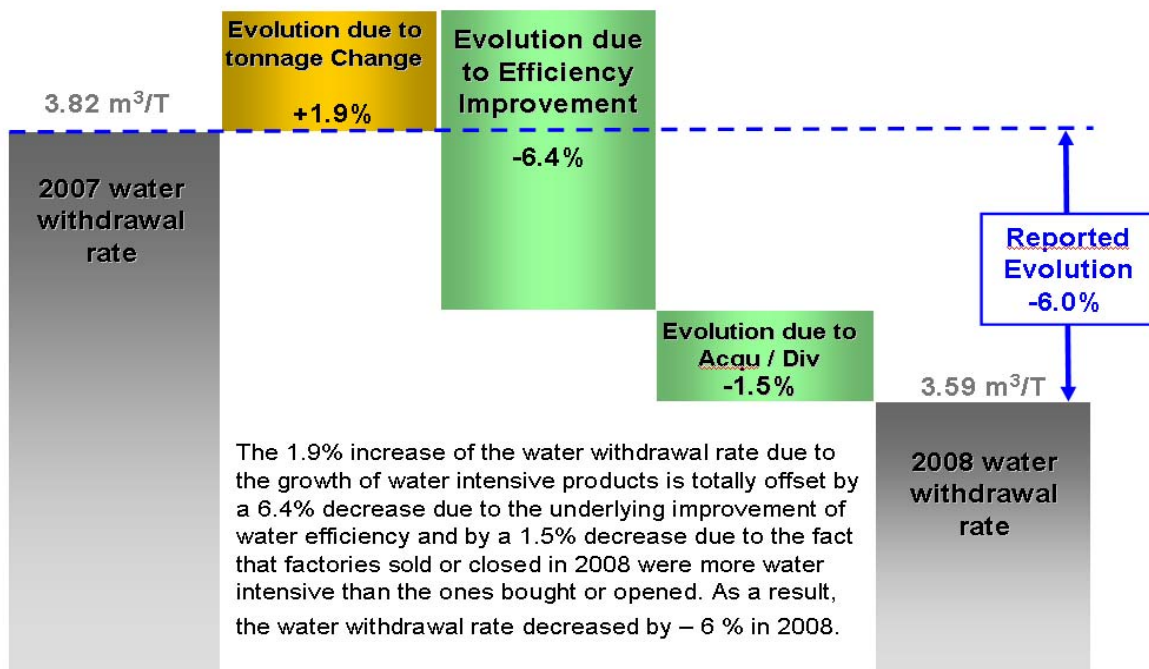 Evolution due to
tonnage Change
+1.9%
Evolution due
to Efficiency
Improvement
-6.4%
3.82 m³/T
2007 water
withdrawal
rate
Reported
Evolution
-6.0%
Evolution due to
Acqu / Div
-1.5%
3.59 m³/T
2008 water
withdrawal
rate
The 1.9% increase of the water withdrawal rate due to
the growth of water intensive products is totally offset by
a 6.4% decrease due to the underlying improvement of
water efficiency and by a 1.5% decrease due to the fact
that factories sold or closed in 2008 were more water
intensive than the ones bought or opened. As a result,
the water withdrawal rate decreased by – 6 % in 2008.